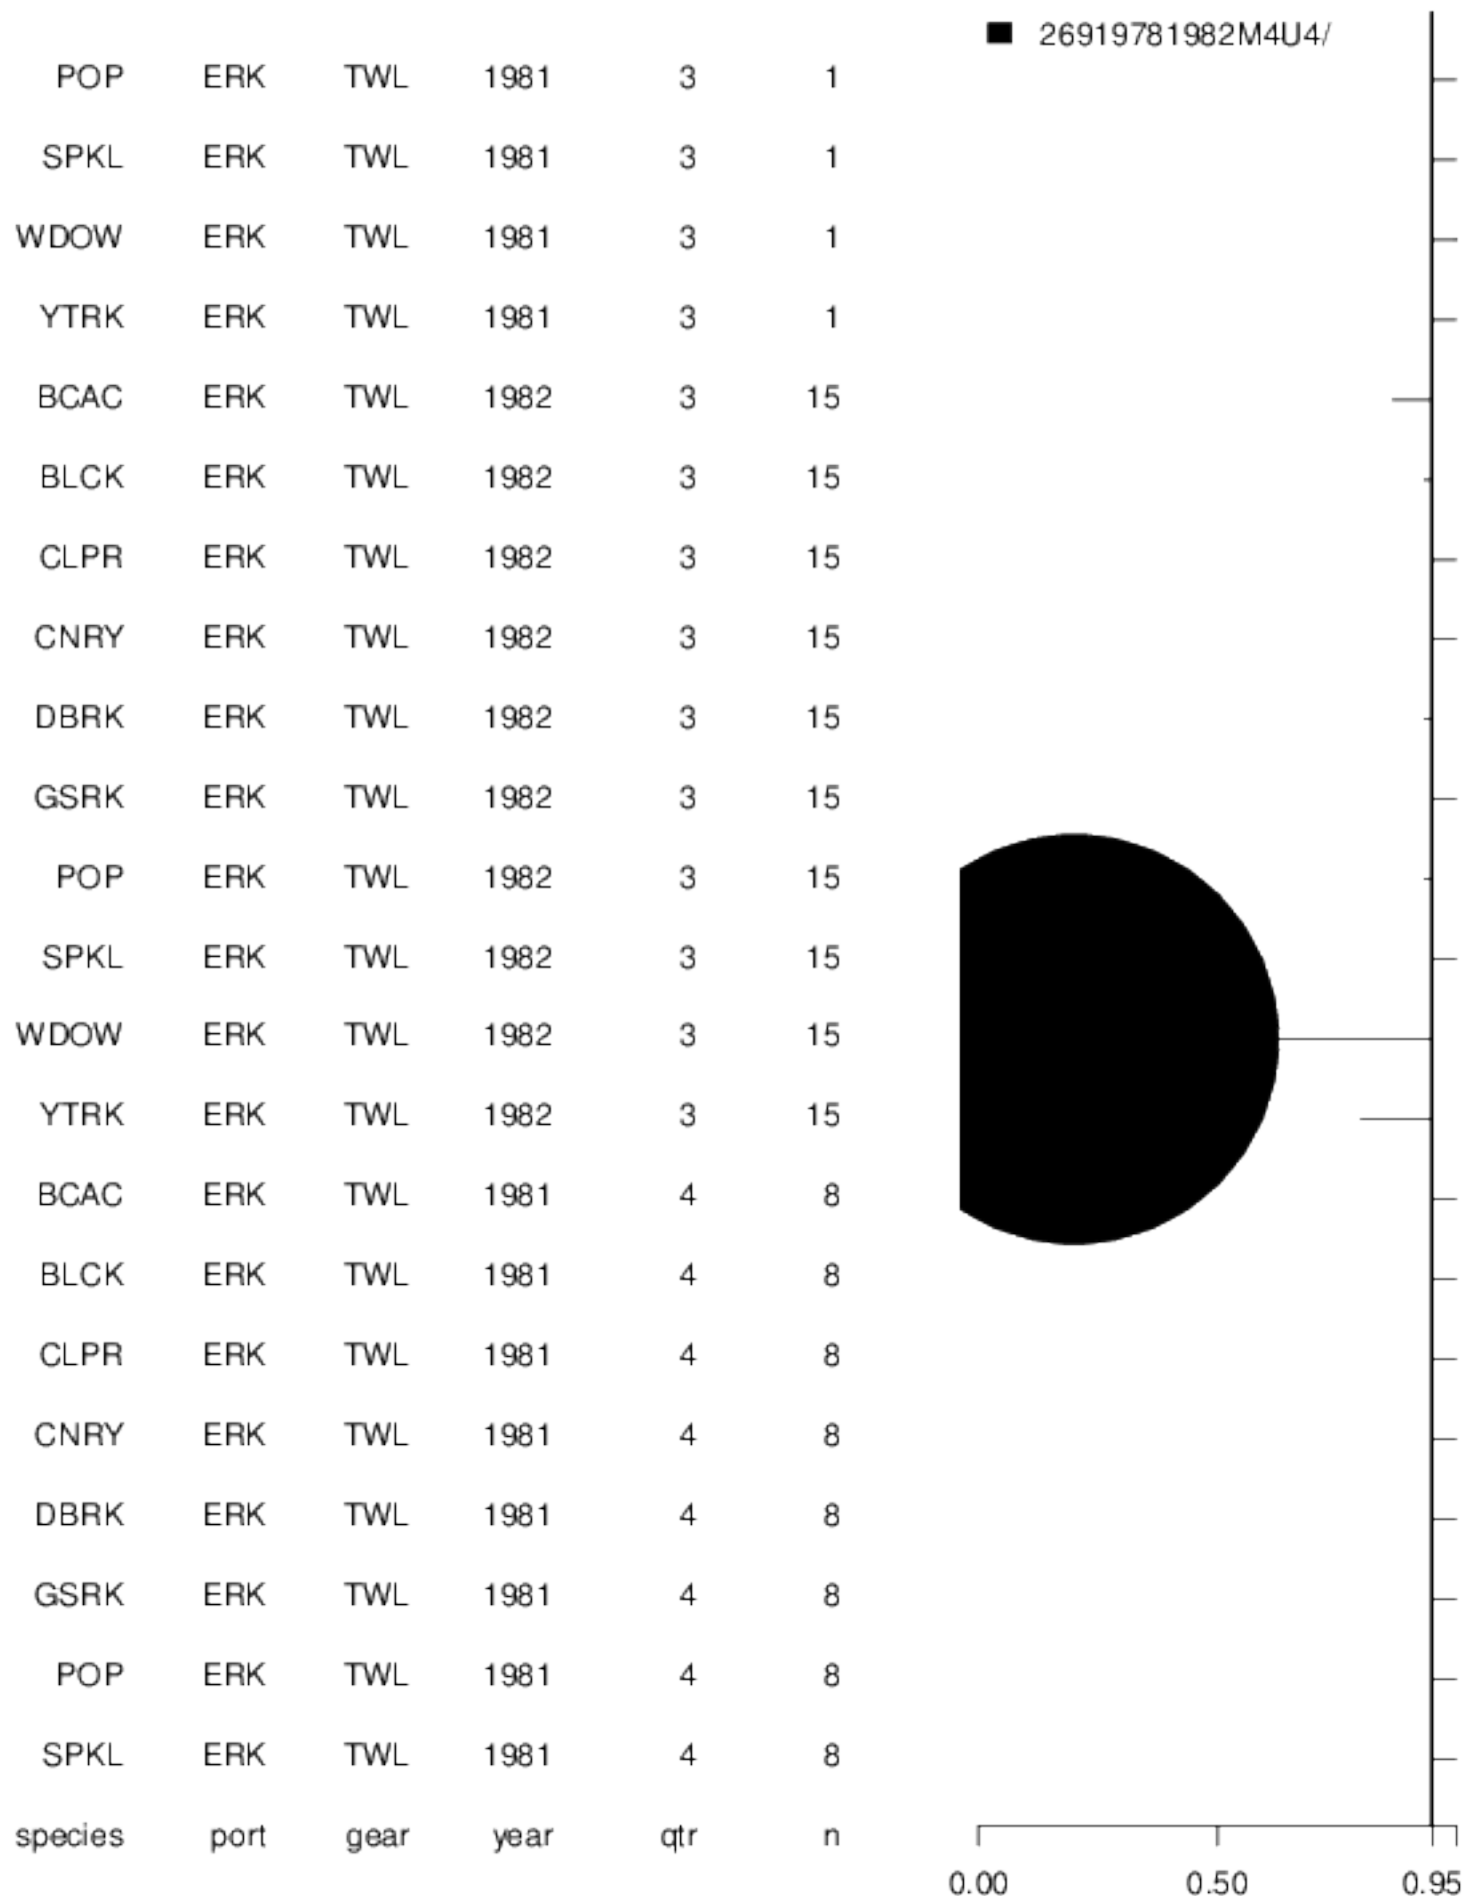 26919781982M4U4/
POP ERK TWL 1981 3 1
SPKL ERK TWL 1981 3 1
WDOW ERK TWL 1981 3 1
YTRK ERK TWL 1981 3 1
BCAC ERK TWL 1982 3 15
BLCK ERK TWL 1982 3 15
CLPR ERK TWL 1982 3 15
CNRY ERK TWL 1982 3 15
DBRK ERK TWL 1982 3 15
GSRK ERK TWL 1982 3 15
POP ERK TWL 1982 3 15
SPKL ERK TWL 1982 3 15
WDOW ERK TWL 1982 3 15
YTRK ERK TWL 1982 3 15
BCAC ERK TWL 1981 4 8
BLCK ERK TWL 1981 4 8
CLPR ERK TWL 1981 4 8
CNRY ERK TWL 1981 4 8
DBRK ERK TWL 1981 4 8
GSRK ERK TWL 1981 4 8
POP ERK TWL 1981 4 8
SPKL ERK TWL 1981 4 8
species port gear year qtr n
0.00 0.50 0.95